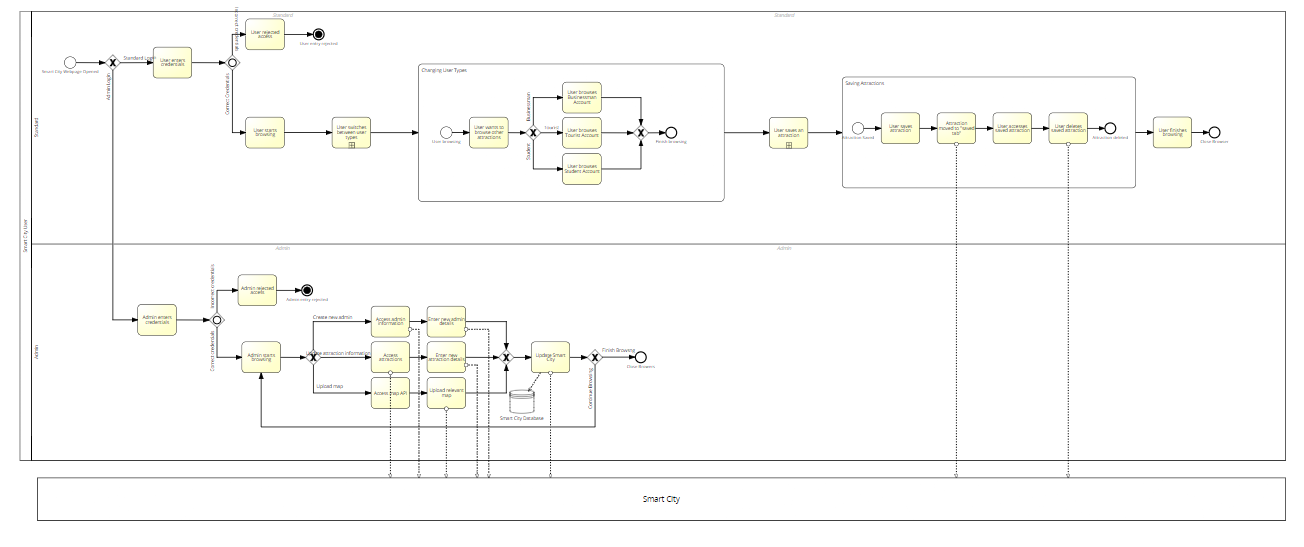 Standard
Standard
Smart City User
Standard
Smart City Webpage Opened
Standard Login
Admin Login
User enters
credentials
Correct Credentials
User rejected
access
User entry rejected
User starts
browsing
User switches
between user
types
Changing User Types
User browsing
User wants to
browse other
attractions
Businessman
Tourist
Student
User browses
Businessman
Account
User browses
Tourist Account
User browses
Student Account
Finish browsing
User saves an
attraction
Saving Attractions
Attraction Saved
User saves
attraction
Attraction
moved to "saved
tab"
User accesses
saved attraction
User deletes
saved attraction
Attraction deleted
User finishes
browsing
Close Browser
Admin
Admin
Admin
Admin enters
credentials
Incorrect credentials
Correct credentials
Admin rejected
access
Admin entry rejected
Admin starts
browsing
Create new admin
attraction information
Upload map
Access admin
information
Enter new admin
details
Access
attractions
Enter new
attraction details
Access map API
Upload relevant
map
Update Smart
City
Smart City Database
Finish Browsing
Continue Browsing
Close Browsers
Smart City